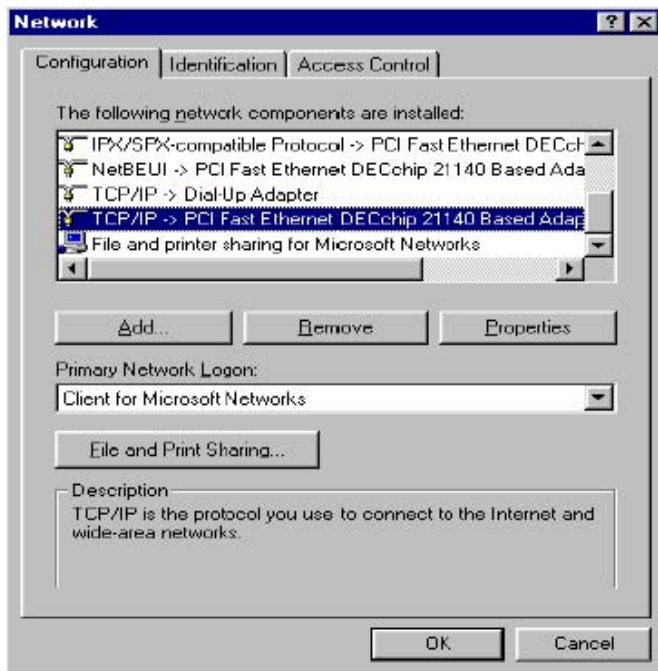 Network
Configuration Identification Access Control
The following network components are installed:
IPX/SPX-compatible Protocol -> PCI Fast Ethernet DECch
NetBEUI -> PCI Fast Ethernet DECchip 21140 Based Ada
TCP/IP -> Dial-Up Adapter
TCP/IP -> PCI Fast Ethernet DECchip 21140 Based Adap
File and printer sharing for Microsoft Networks
Add... Remove Properties
Primary Network Logon:
Client for Microsoft Networks
File and Print Sharing...
Description
TCP/IP is the protocol you use to connect to the Internet and
wide-area networks.
OK Cancel